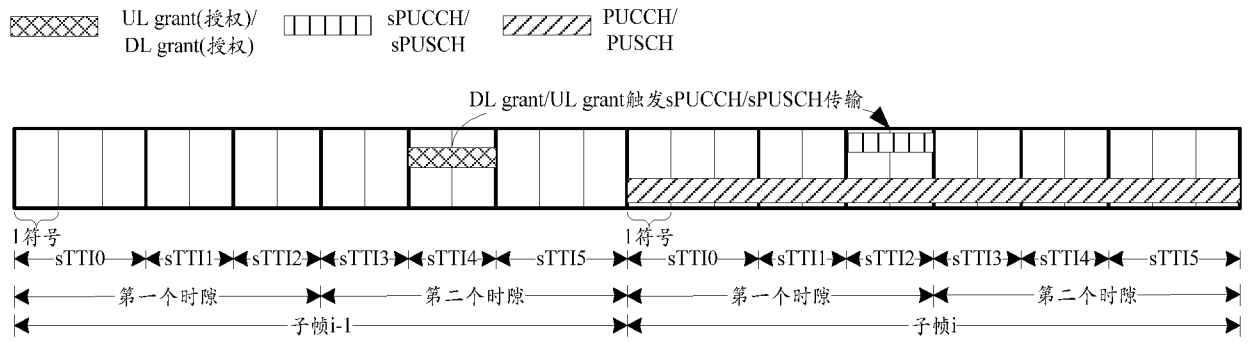 UL grant(授权)/
DL grant(授权)
sPUCCH/
sPUSCH
PUCCH/
PUSCH
DL grant/UL grant触发sPUCCH/sPUSCH传输
1符号 1符号
sTTI0 sTTI1 sTTI2 sTTI3 sTTI4 sTTI5 sTTI0 sTTI1 sTTI2 sTTI3 sTTI4 sTTI5
第一个时隙 第二个时隙 第一个时隙 第二个时隙
子帧i-1 子帧i